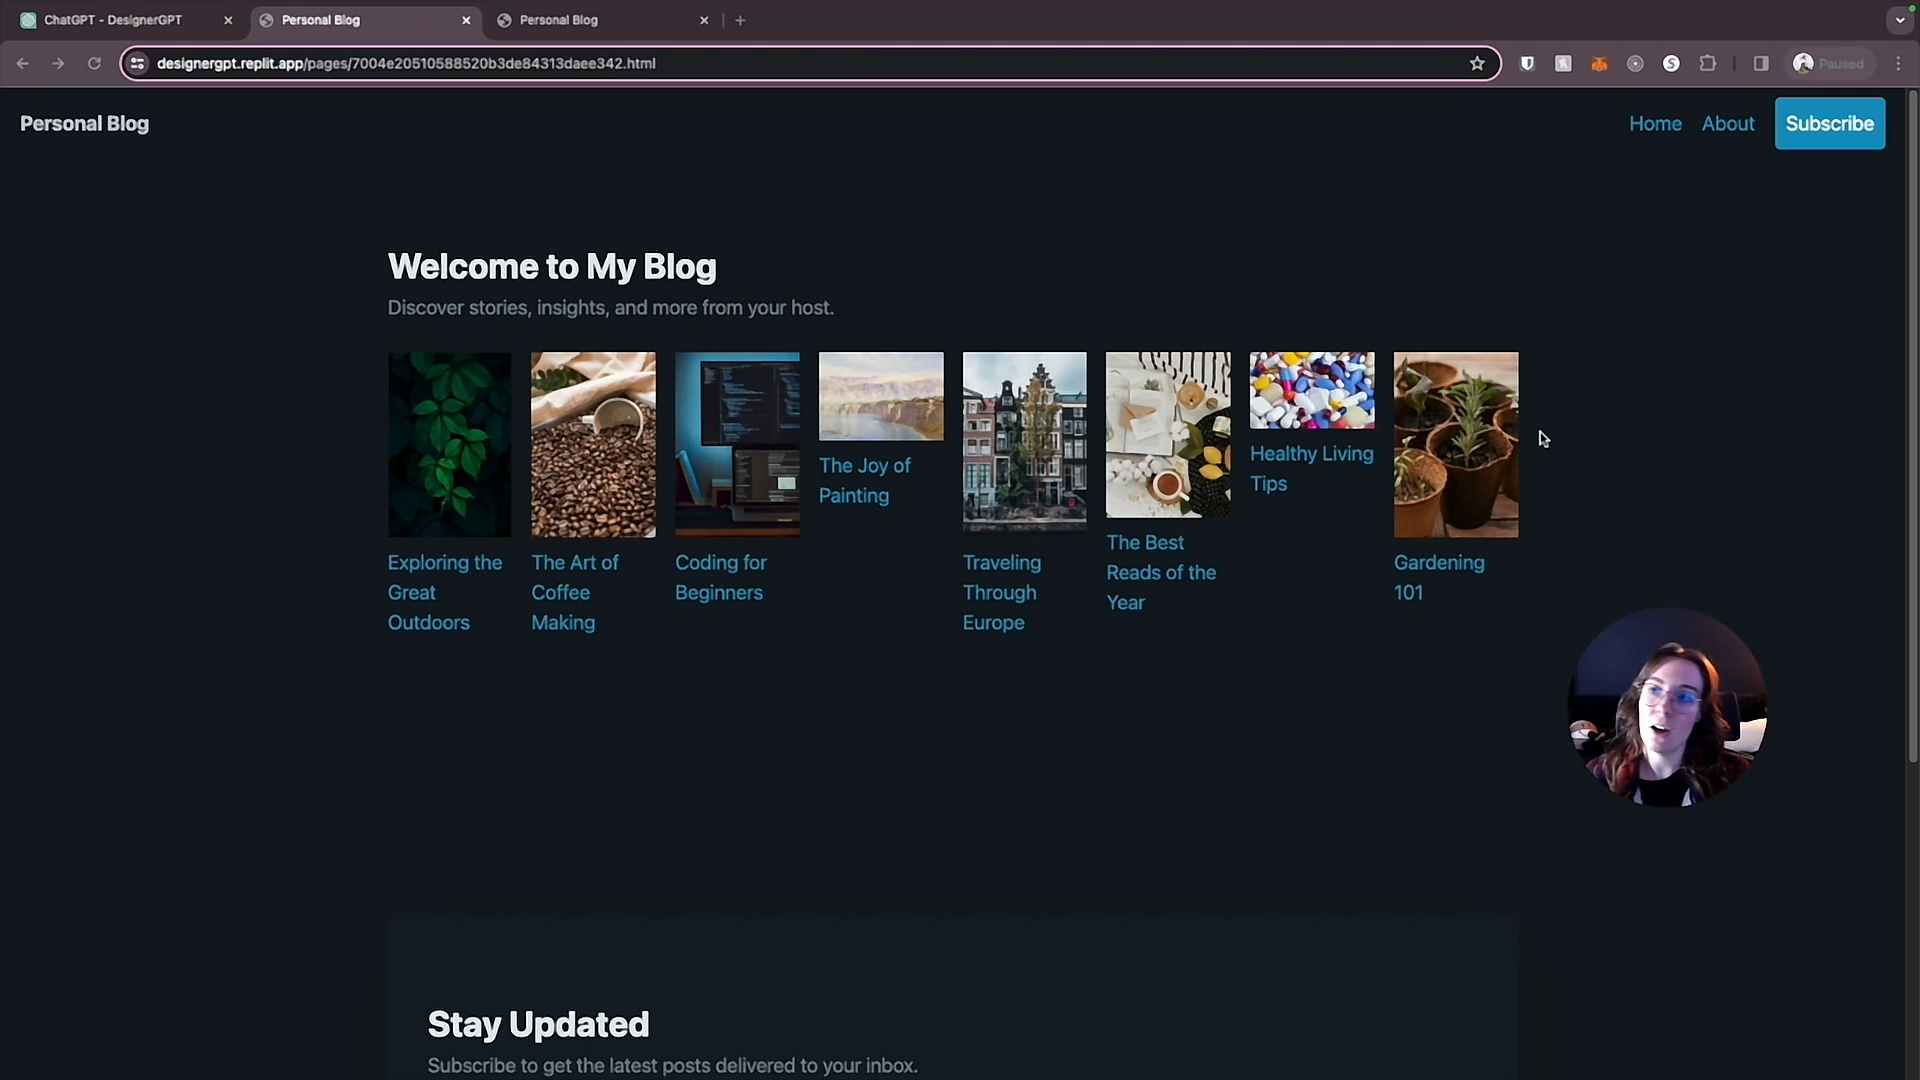 ChatGPT - DesignerGPT
Personal Blog
Personal Blog
designergpt.replit.app/pages/7004e20510588520b3de84313daee342.html
Paused
Personal Blog
Home
About
Subscribe
Welcome to My Blog
Discover stories, insights, and more from your host.
Exploring the
Great
Outdoors
The Art of
Coffee
Making
Coding for
Beginners
The Joy of
Painting
Traveling
Through
Europe
The Best
Reads of the
Year
Healthy Living
Tips
Gardening
101
Stay Updated
Subscribe to get the latest posts delivered to your inbox.